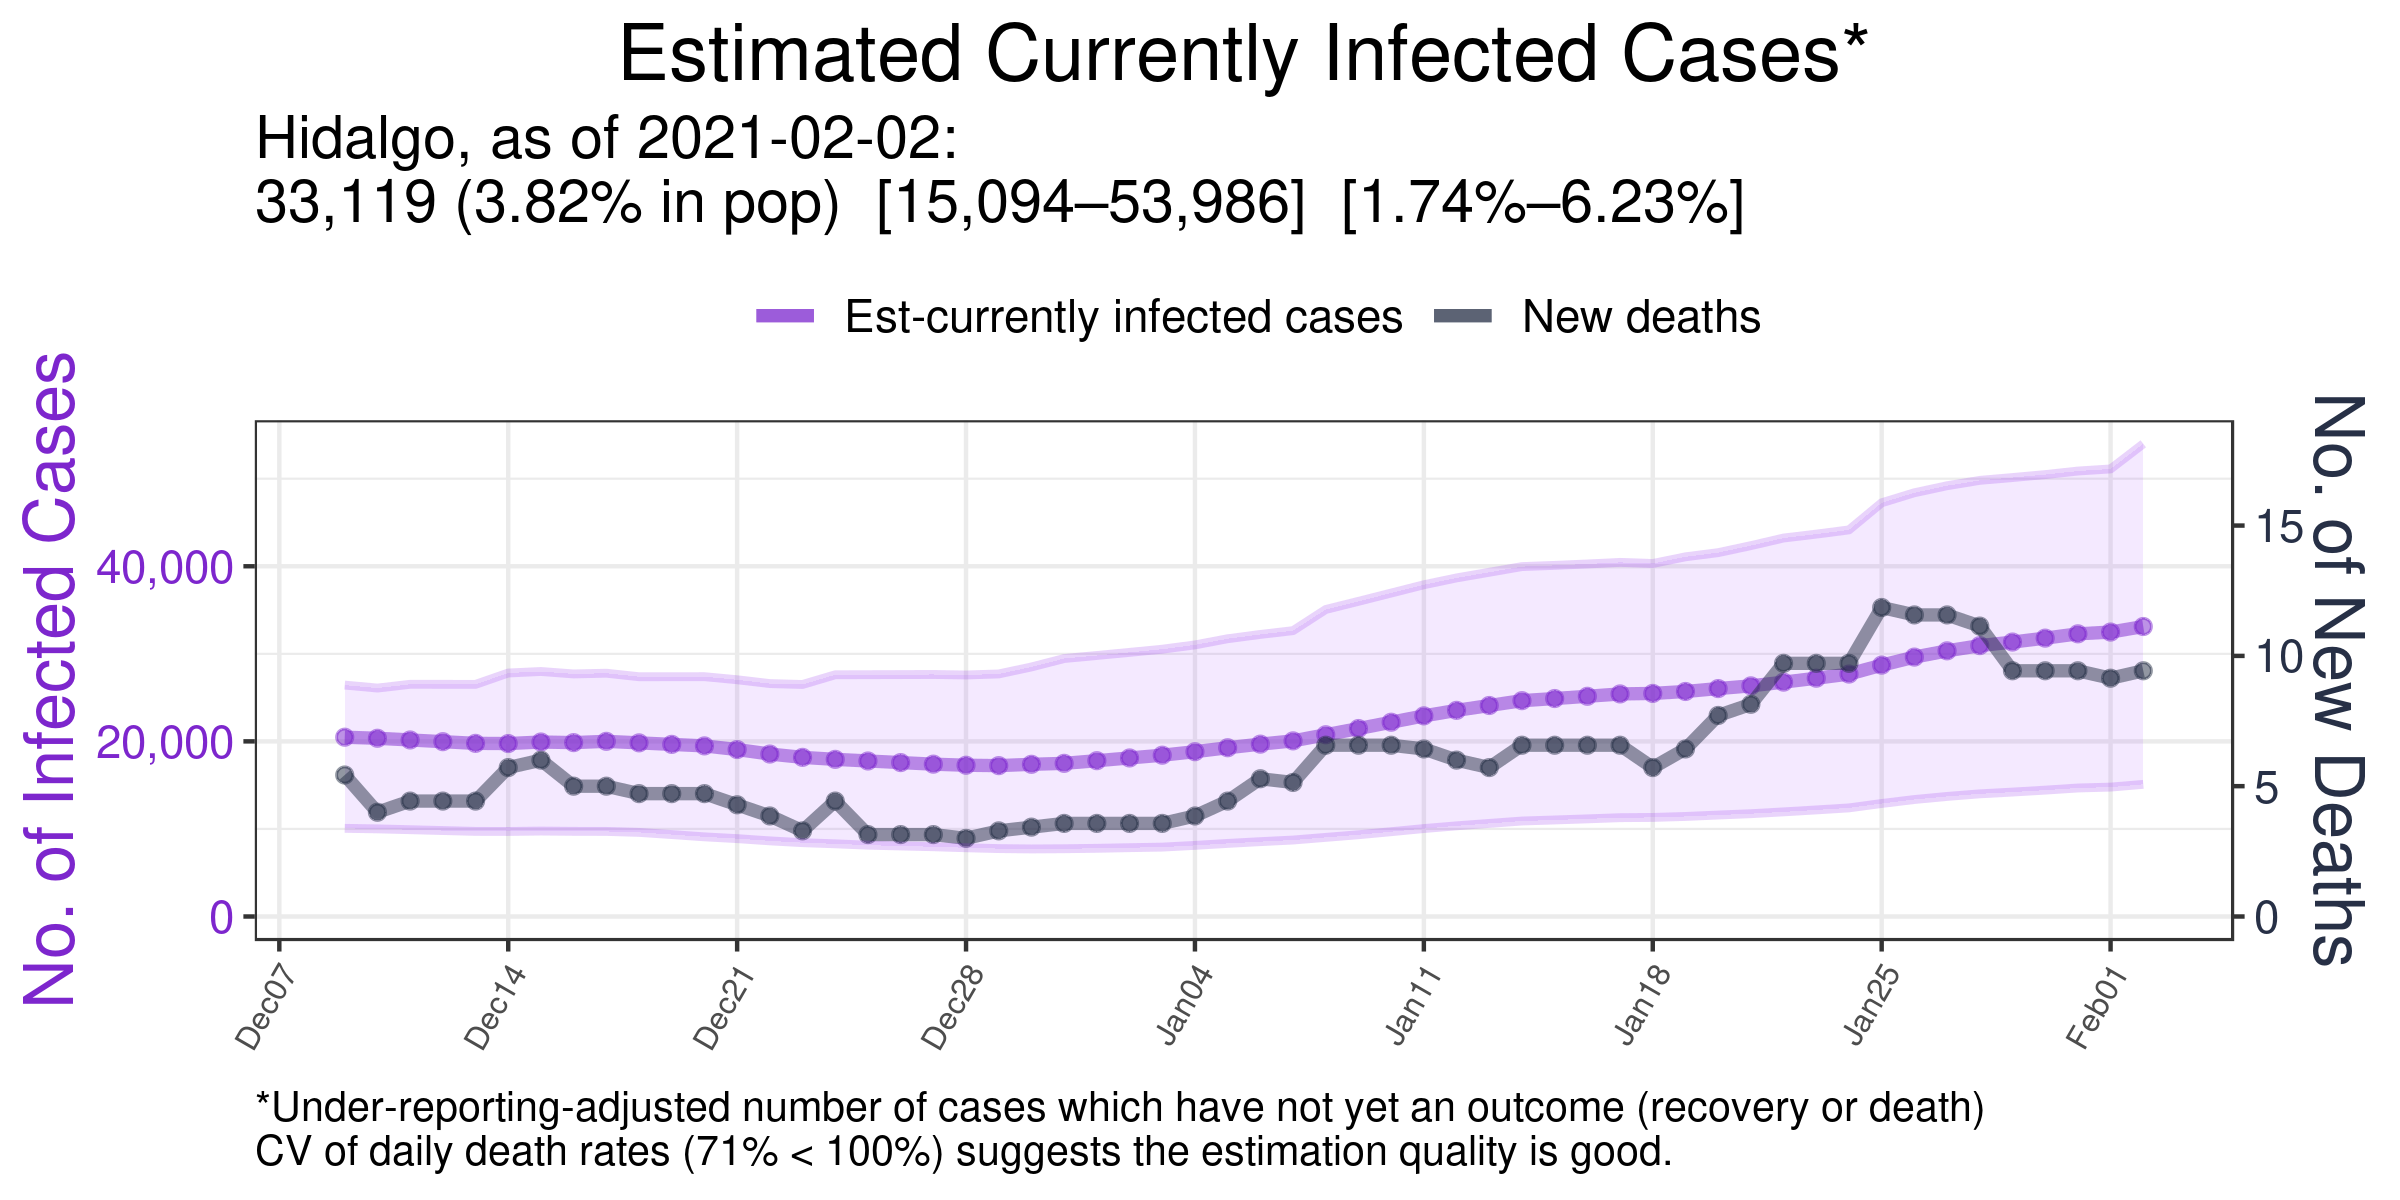 Estimated Currently Infected Cases*
Hidalgo, as of 2021-02-02:
33,119 (3.82% in pop)  [15,094–53,986]  [1.74%–6.23%]
Est-currently infected cases
New deaths
No. of Infected Cases
40,000
20,000
0
No. of New Deaths
15
10
5
0
Dec07
Dec14
Dec21
Dec28
Jan04
Jan11
Jan18
Jan25
Feb01
*Under-reporting-adjusted number of cases which have not yet an outcome (recovery or death)
CV of daily death rates (71% < 100%) suggests the estimation quality is good.